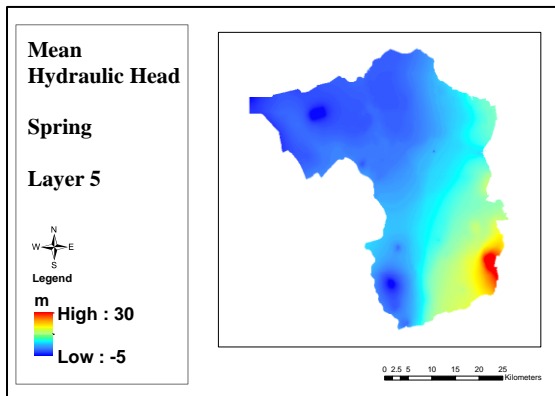 Mean
Hydraulic Head
Spring
Layer 5
N
W E
S
Legend
m
High : 30
Low : -5
0 2.5 5 10 15 20 25
Kilometers